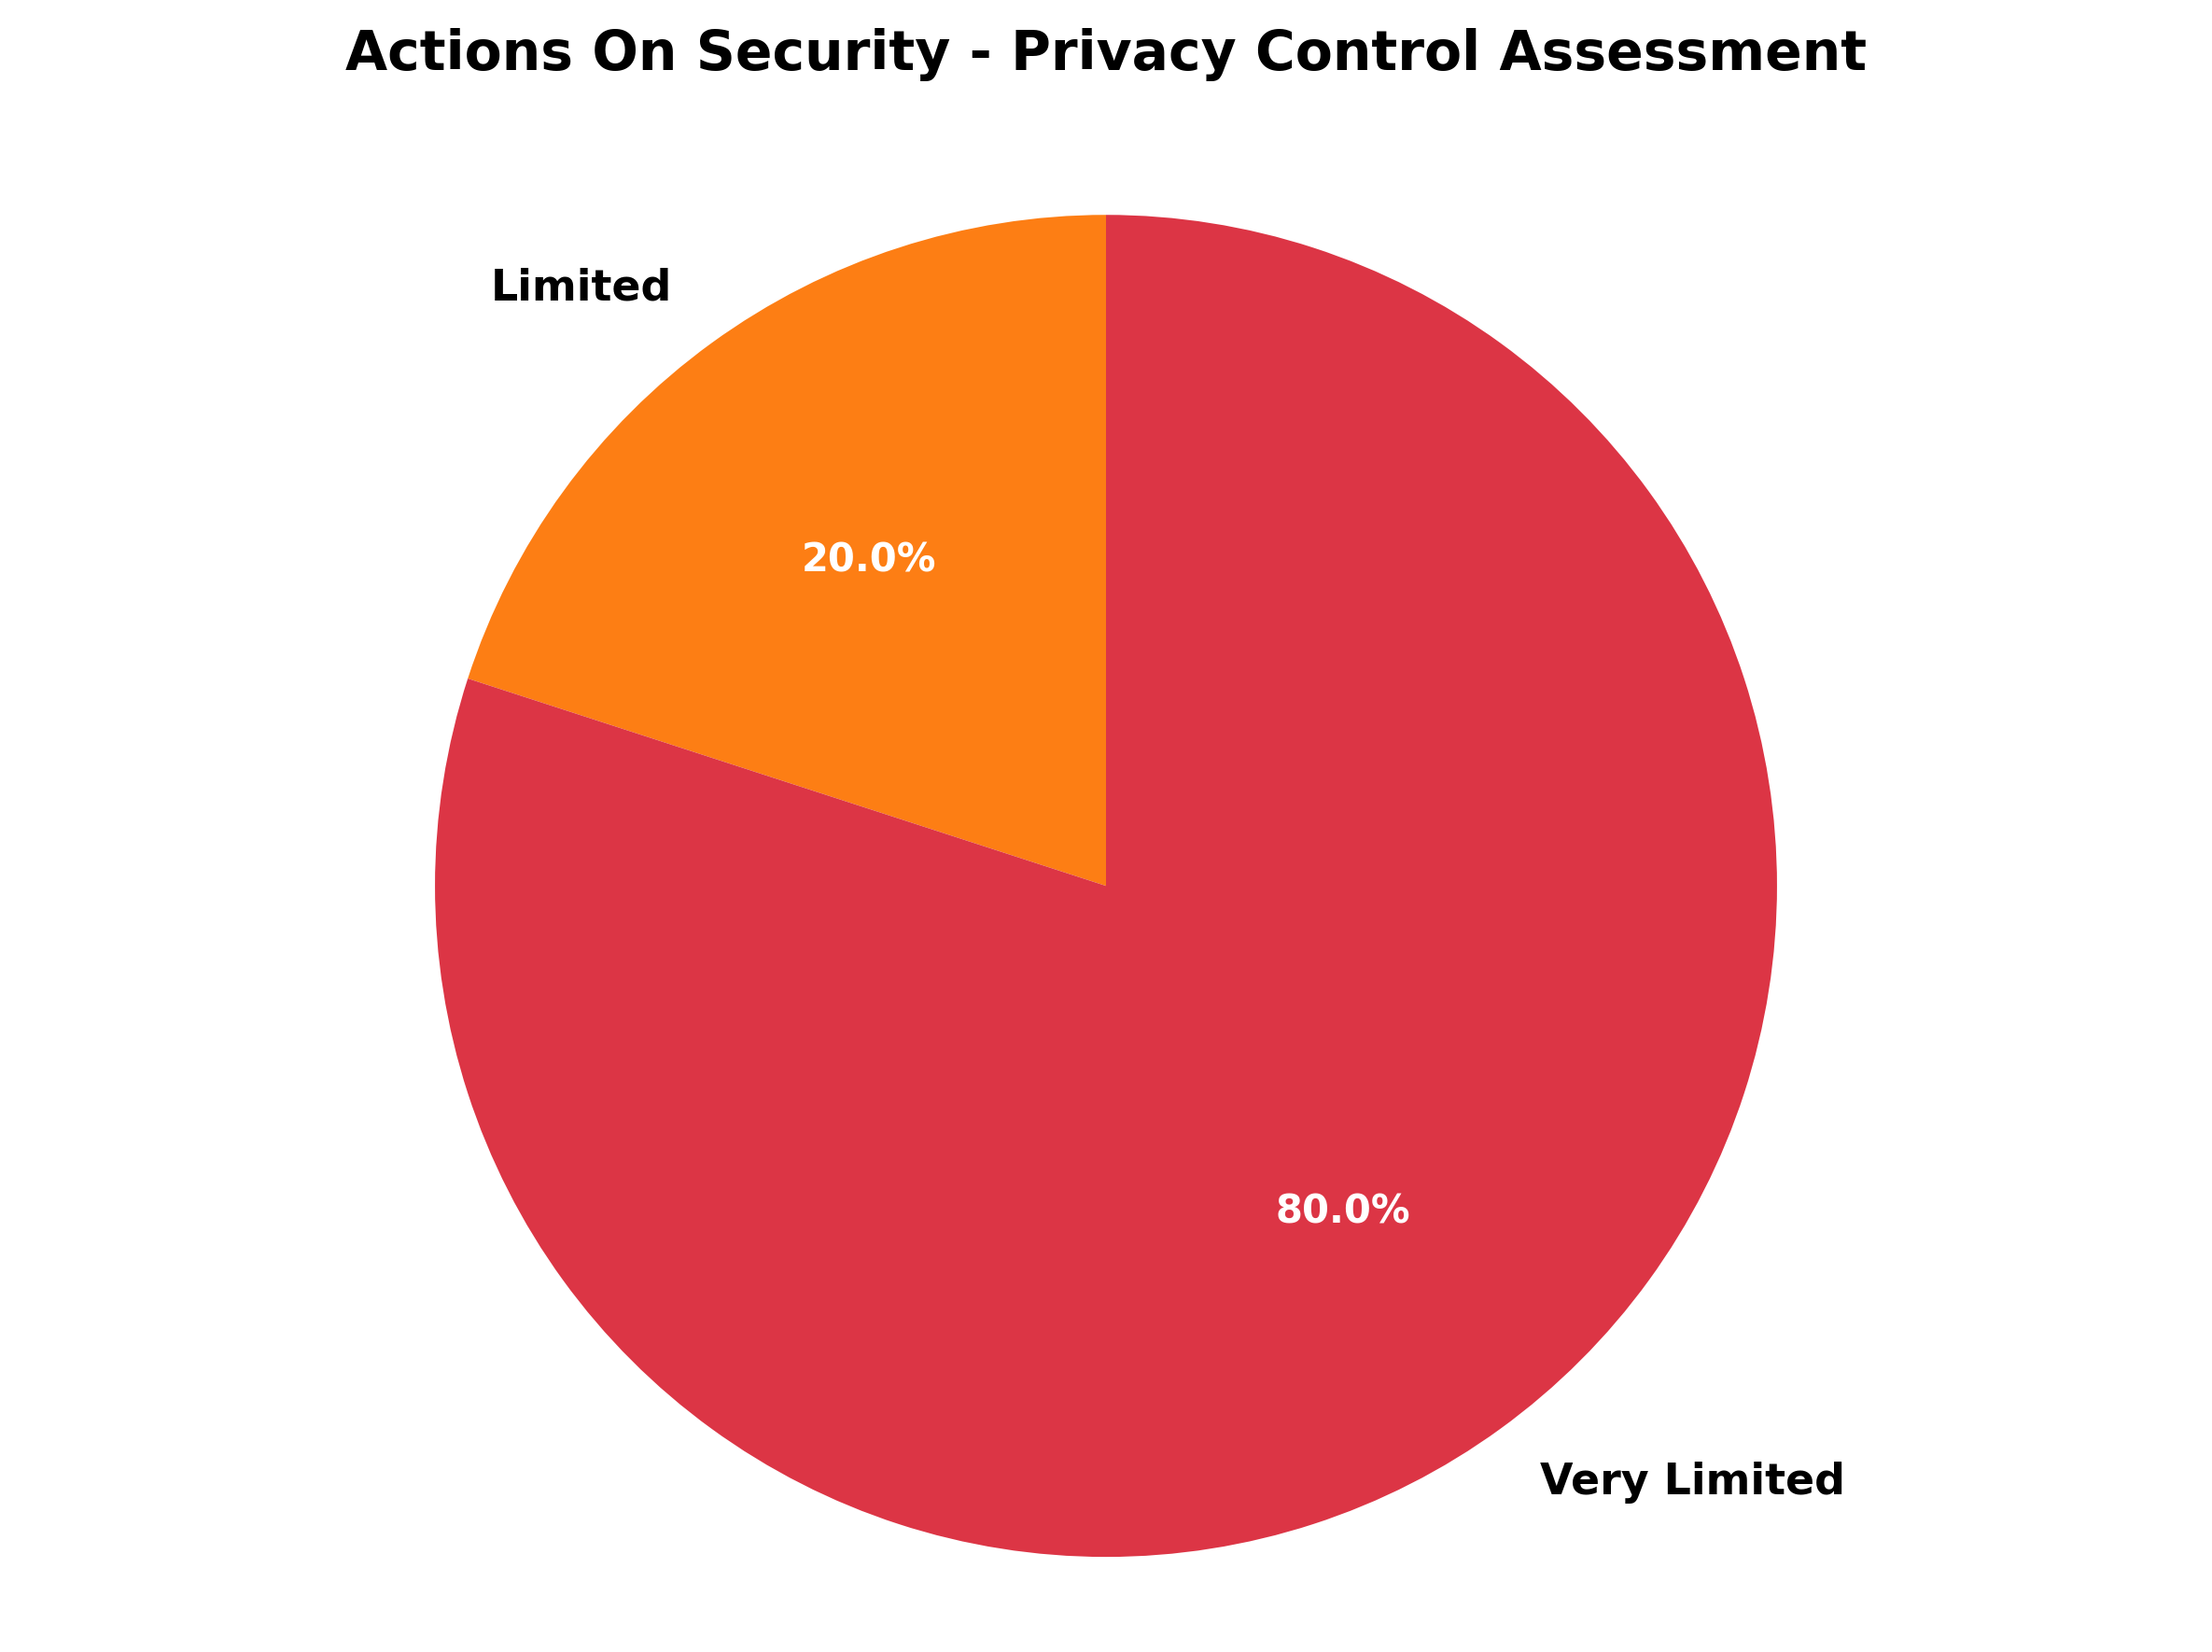 Actions On Security - Privacy Control Assessment
Limited
20.0%
80.0%
Very Limited